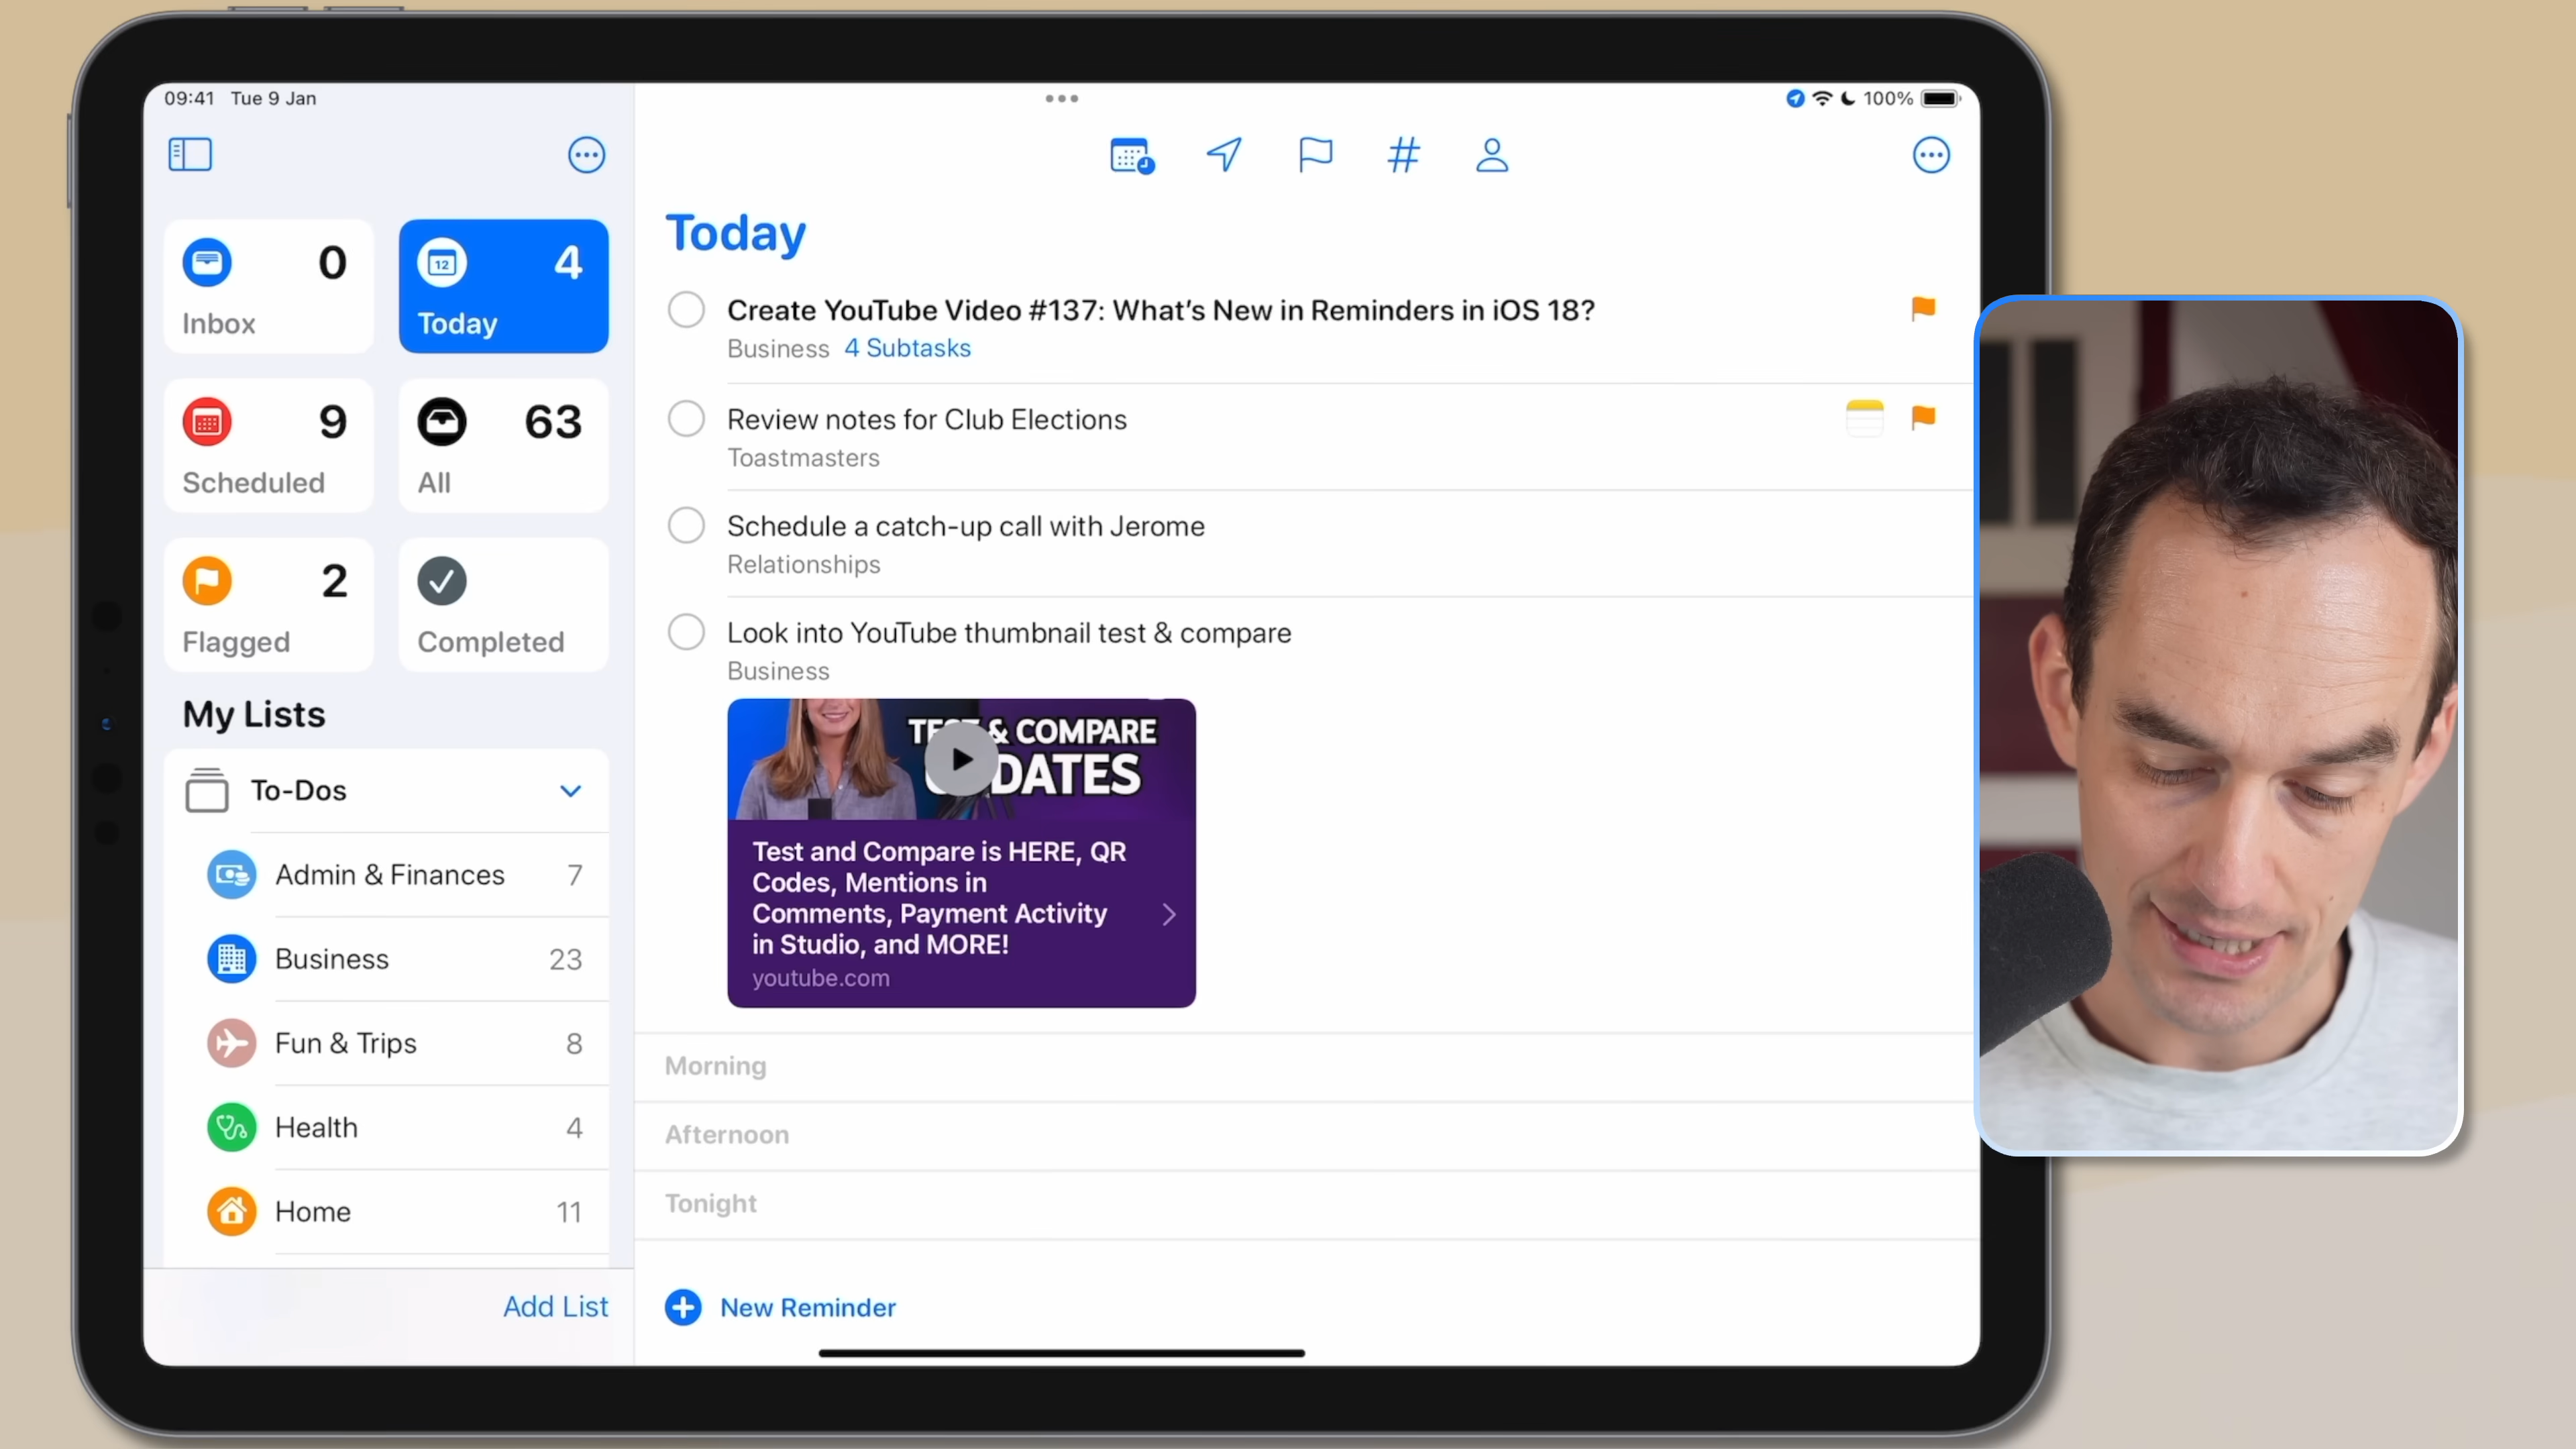 09:41 Tue 9 Jan
100%
0
Inbox
12
4
Today
9
Scheduled
63
All
2
Flagged
Completed
My Lists
To-Dos
Admin & Finances 7
Business 23
Fun & Trips 8
Health 4
Home 11
Add List
Today
Create YouTube Video #137: What's New in Reminders in iOS 18?
Business 4 Subtasks
Review notes for Club Elections
Toastmasters
Schedule a catch-up call with Jerome
Relationships
Look into YouTube thumbnail test & compare
Business
& COMPARE
Test and Compare is HERE, QR
Codes, Mentions in
Comments, Payment Activity
in Studio, and MORE!
youtube.com
Morning
Afternoon
Tonight
New Reminder